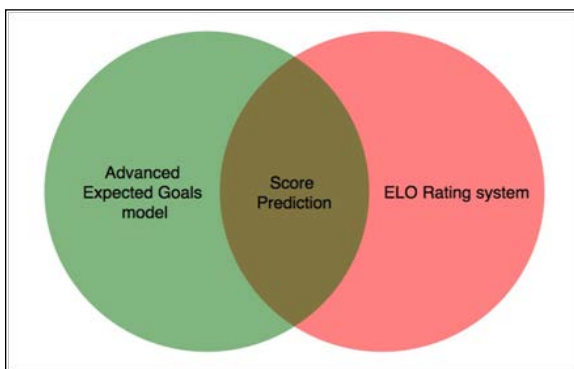 Advanced
Expected Goals
model
Score
Prediction
ELO Rating system